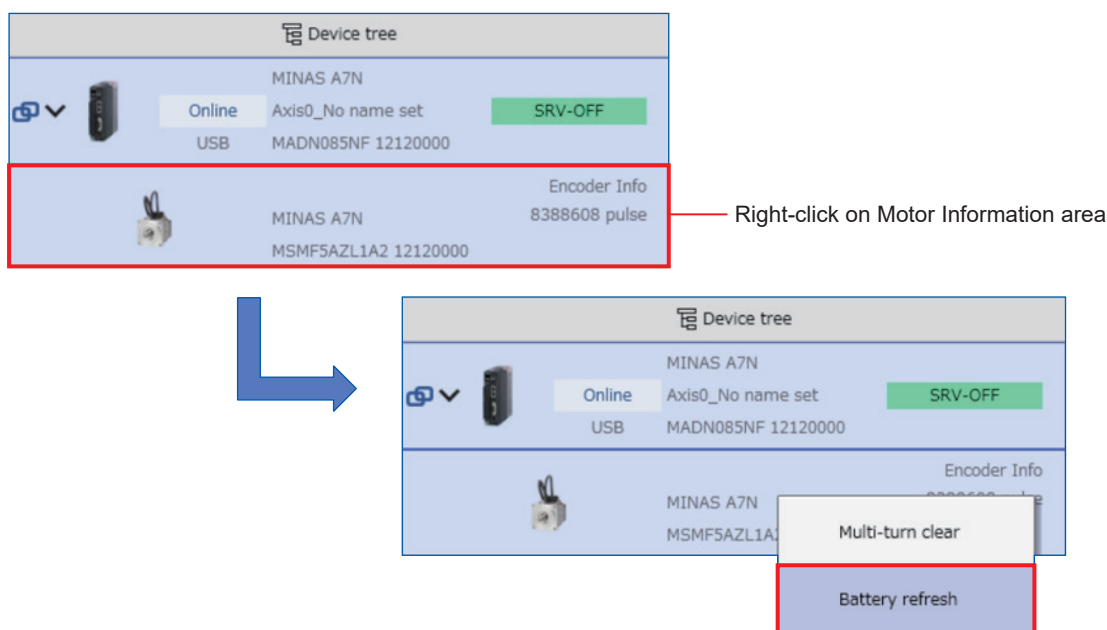 Device tree
MINAS A7N
Online Axis0_No name set SRV-OFF
USB MADN085NF 12120000
Encoder Info
MINAS A7N 8388608 pulse
MSMF5AZL1A2 12120000
Right-click on Motor Information area
Device tree
MINAS A7N
Online Axis0_No name set SRV-OFF
USB MADN085NF 12120000
Encoder Info
MINAS A7N
MSMF5AZL1A2
Multi-turn clear
Battery refresh